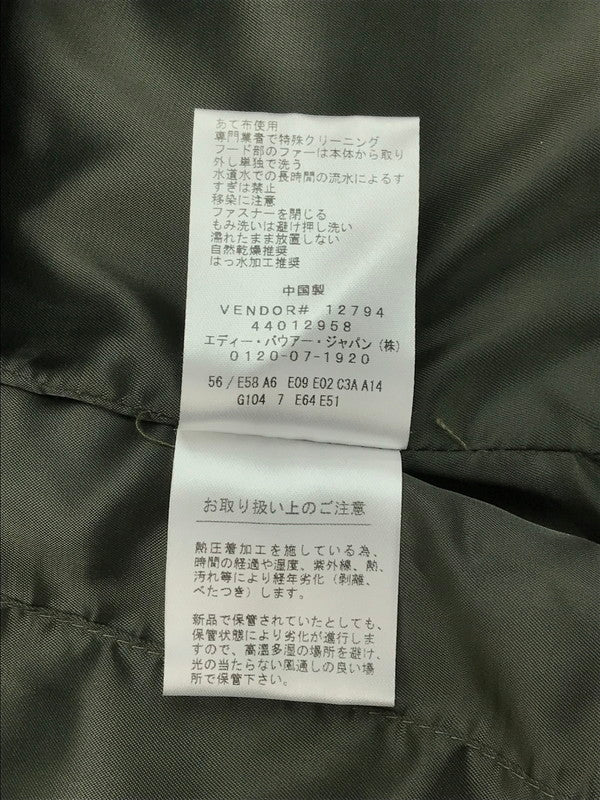 あて布使用
専門業者で特殊クリーニング
フード部のファーは本体から取り
外し単独で洗う
水道水での長時間の流水によるす
すぎは禁止
移染に注意
ファスナーを閉じる
もみ洗いは避け押し洗い
濡れたまま放置しない
自然乾燥推奨
はっ水加工推奨
中国製
VENDOR# 12794
44012958
エディー・バウアー・ジャパン(株)
0120-07-1920
56 / E58 A6 E09 E02 C3A A14
G104 7 E64 E51
お取り扱い上のご注意
熱圧着加工を施している為、
時間の経過や湿度、紫外線、熱、
汚れ等により経年劣化(剥離、
べたつき)します。
新品で保管されていたとしても、
保管状態により劣化が進行しま
すので、高温多湿の場所を避け、
光の当たらない風通しの良い場
所で保管下さい。